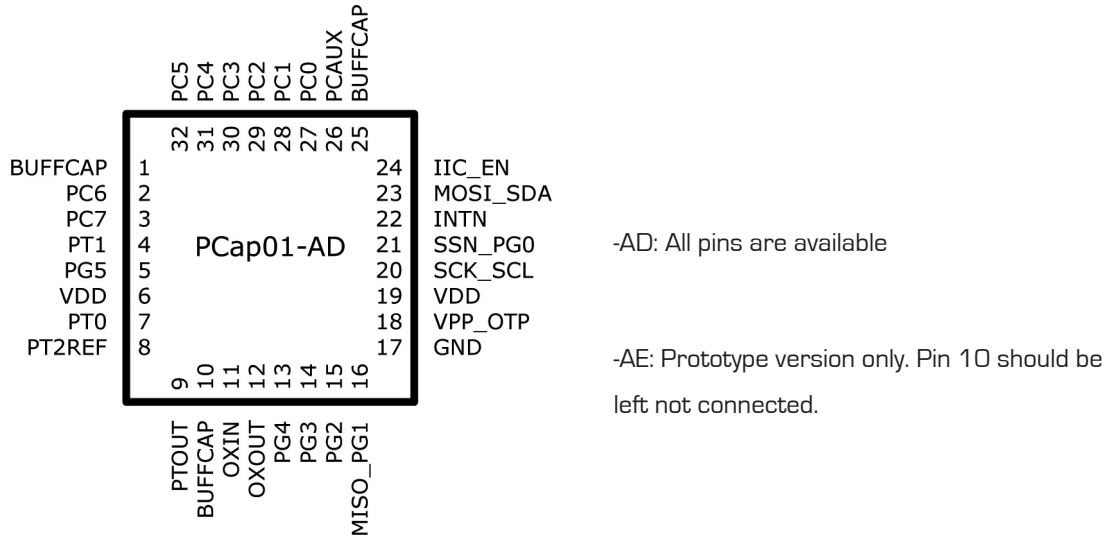 PC5
PC4
PC3
PC2
PC1
PC0
PCAUX
BUFFCAP
32
31
30
29
28
27
26
25
BUFFCAP 1
PC6 2
PC7 3
PT1 4
PG5 5
VDD 6
PT0 7
PT2REF 8
PCap01-AD
24 IIC_EN
23 MOSI_SDA
22 INTN
21 SSN_PG0
20 SCK_SCL
19 VDD
18 VPP_OTP
17 GND
9
10
11
12
13
14
15
16
PTOUT
BUFFCAP
OXIN
OXOUT
PG4
PG3
PG2
MISO_PG1
-AD: All pins are available
-AE: Prototype version only. Pin 10 should be
left not connected.